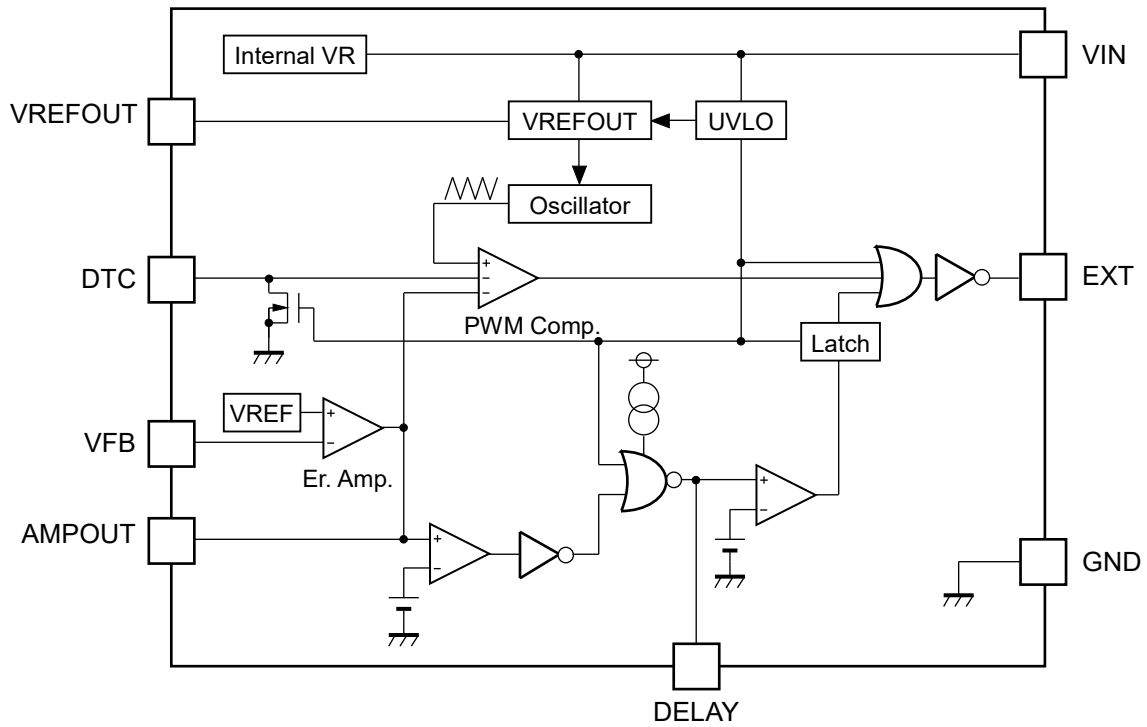 Internal VR
VIN
VREFOUT
VREFOUT
UVLO
Oscillator
+
−
−
DTC
EXT
PWM Comp.
Latch
VREF
+
−
VFB
Er. Amp.
+
−
AMPOUT
+
−
GND
DELAY